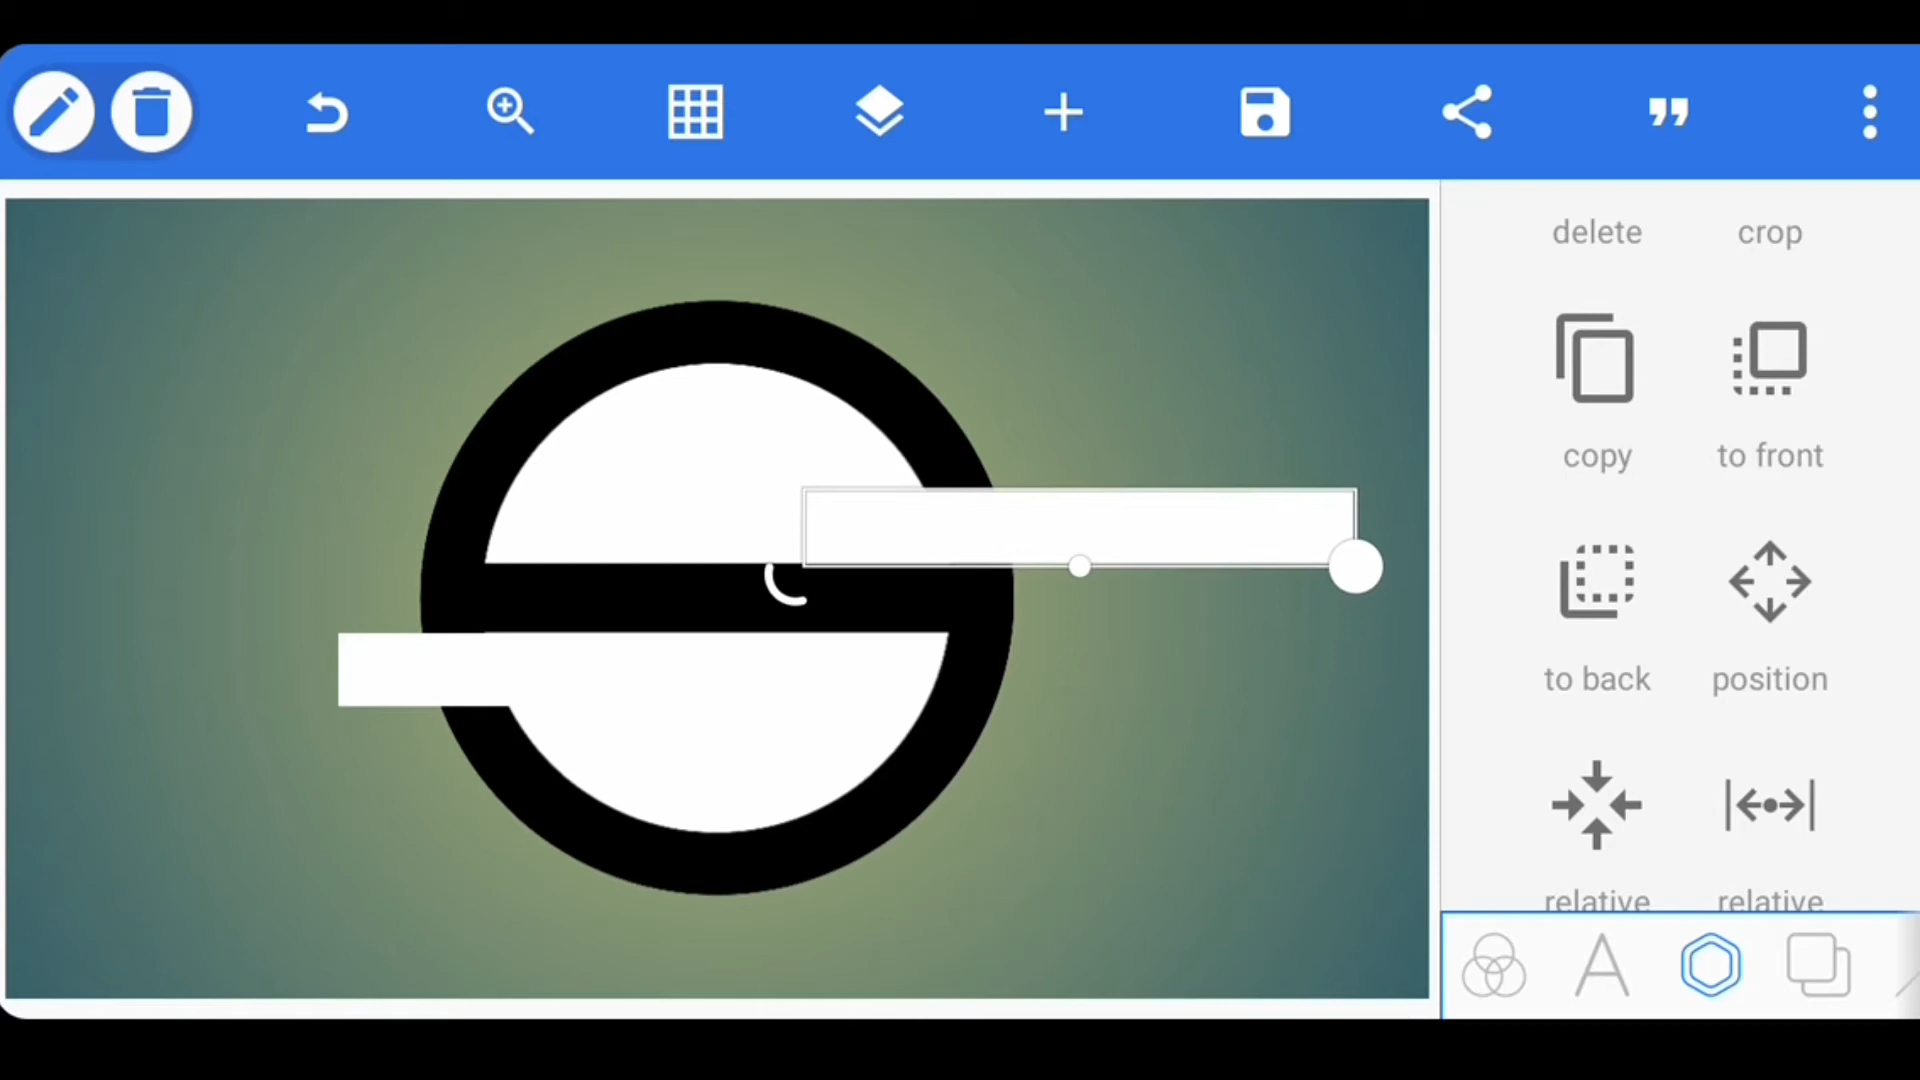 delete crop
copy to front
to back position
relative relative